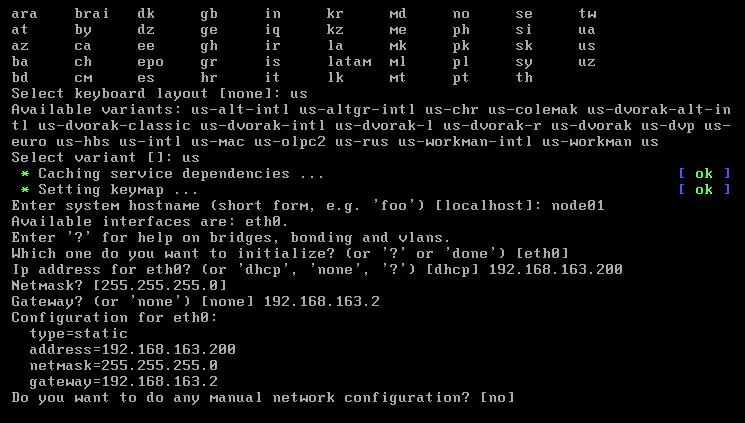 ara brai dk gb in kr md no se tw
at by dz ge iq kz me ph si ua
az ca ee gh ir la mk pk sk us
ba ch epo gr is latam ml pl sy uz
bd cm es hr it lk mt pt th
Select keyboard layout [none]: us
Available variants: us-alt-intl us-altgr-intl us-chr us-colemak us-dvorak-alt-in
tl us-dvorak-classic us-dvorak-intl us-dvorak-l us-dvorak-r us-dvorak us-dvp us-
euro us-hbs us-intl us-mac us-olpc2 us-rus us-workman-intl us-workman us
Select variant []: us
* Caching service dependencies ... [ ok ]
* Setting keymap ... [ ok ]
Enter system hostname (short form, e.g. 'foo') [localhost]: node01
Available interfaces are: eth0.
Enter '?' for help on bridges, bonding and vlans.
Which one do you want to initialize? (or '?' or 'done') [eth0]
Ip address for eth0? (or 'dhcp', 'none', '?') [dhcp] 192.168.163.200
Netmask? [255.255.255.0]
Gateway? (or 'none') [none] 192.168.163.2
Configuration for eth0:
type=static
address=192.168.163.200
netmask=255.255.255.0
gateway=192.168.163.2
Do you want to do any manual network configuration? [no]